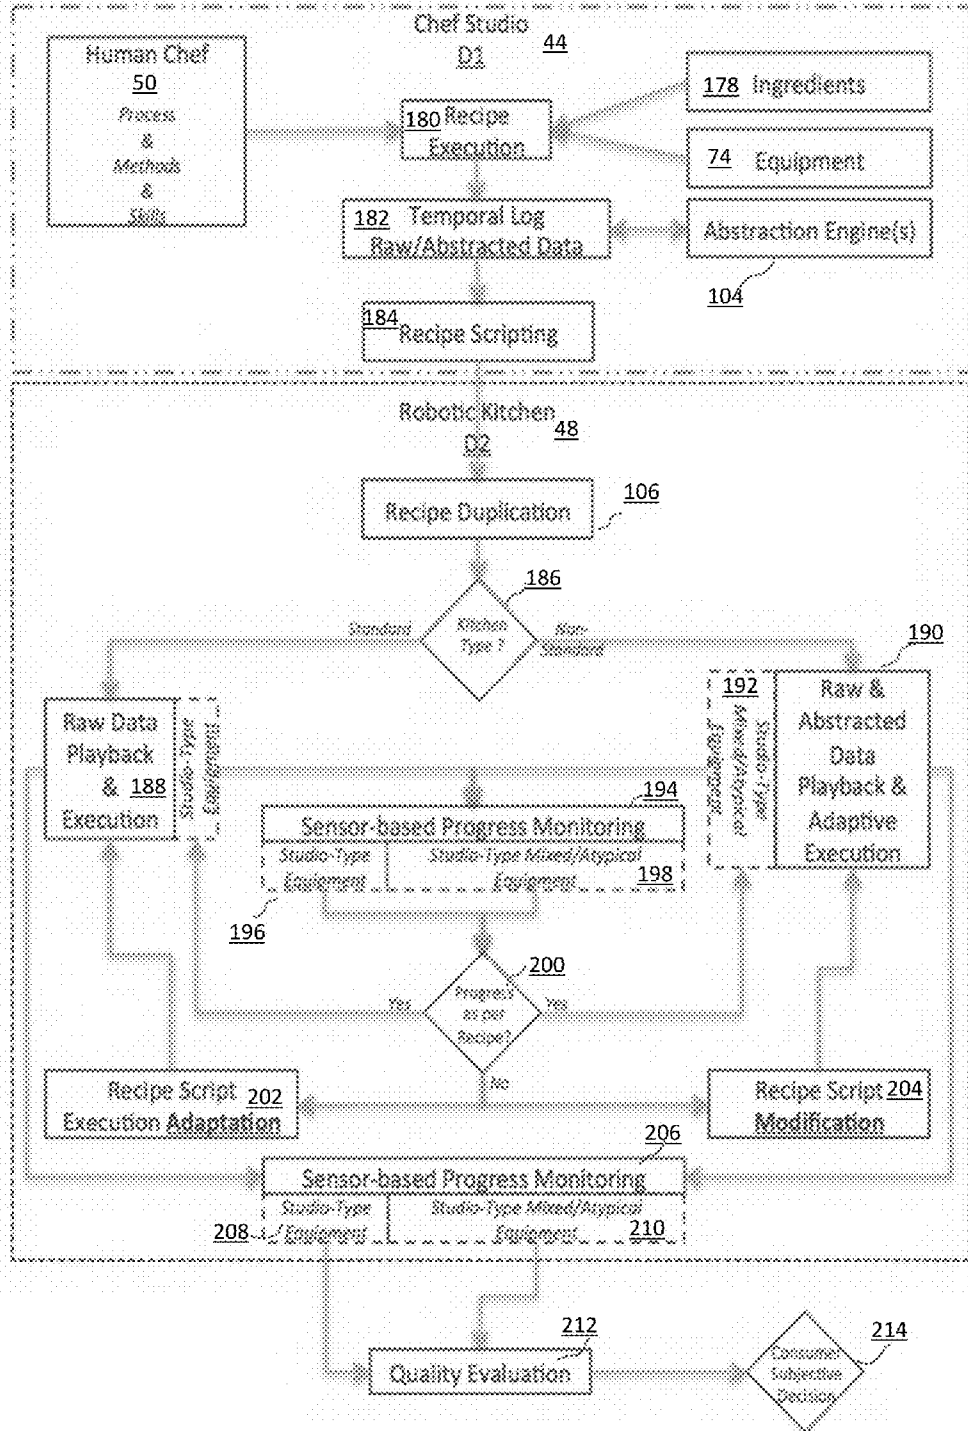 Chef Studio 44
D1
Human Chef
50
Process
&
Methods
&
Skills
180 Recipe
Execution
178 Ingredients
74 Equipment
182 Temporal Log
Raw/Abstracted Data
Abstraction Engine(s)
104
184 Recipe Scripting
Robotic Kitchen 48
D2
Recipe Duplication
106
186
Kitchen
Type ?
Standard
Non-
Standard
190
Raw Data
Playback
& 188
Execution
Studio-Type
Equipment
192
Studio-Type
Mixed/Atypical
Equipment
Raw &
Abstracted
Data
Playback &
Adaptive
Execution
194
Sensor-based Progress Monitoring
Studio-Type
Equipment
Studio-Type Mixed/Atypical
Equipment
198
196
200
Progress
as per
Recipe?
Yes
Yes
No
Recipe Script 202
Execution Adaptation
Recipe Script 204
Modification
206
Sensor-based Progress Monitoring
Studio-Type
Equipment
208
Studio-Type Mixed/Atypical
Equipment
210
212
Quality Evaluation
214
Consumer
Subjective
Decision